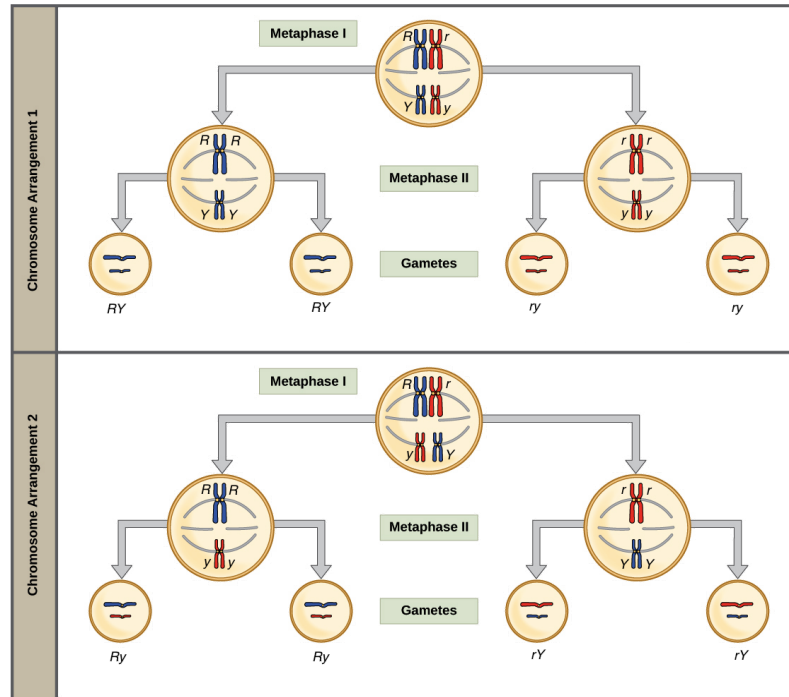 Chromosome Arrangement 1
Metaphase I
R r
Y y
R R
Y Y
Metaphase II
r r
y y
Gametes
RY RY ry ry
Chromosome Arrangement 2
Metaphase I
R r
y Y
R R
y y
Metaphase II
r r
Y Y
Gametes
Ry Ry rY rY